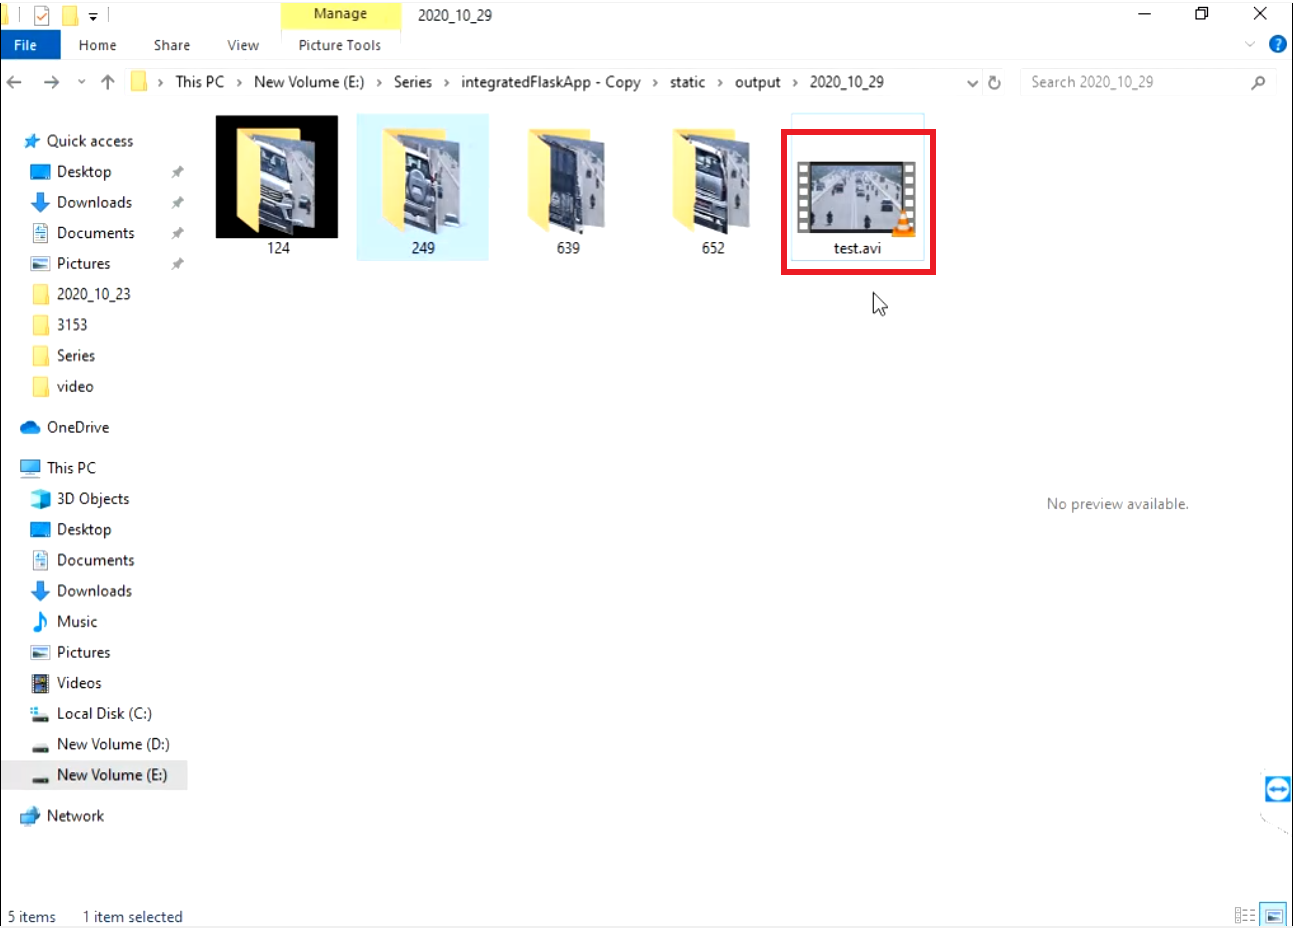 Manage
2020_10_29
File
Home
Share
View
Picture Tools
This PC > New Volume (E:) > Series > integratedFlaskApp - Copy > static > output > 2020_10_29
Search 2020_10_29
Quick access
Desktop
Downloads
Documents
Pictures
2020_10_23
3153
Series
video
OneDrive
This PC
3D Objects
Desktop
Documents
Downloads
Music
Pictures
Videos
Local Disk (C:)
New Volume (D:)
New Volume (E:)
Network
124
249
639
652
test.avi
No preview available.
5 items
1 item selected